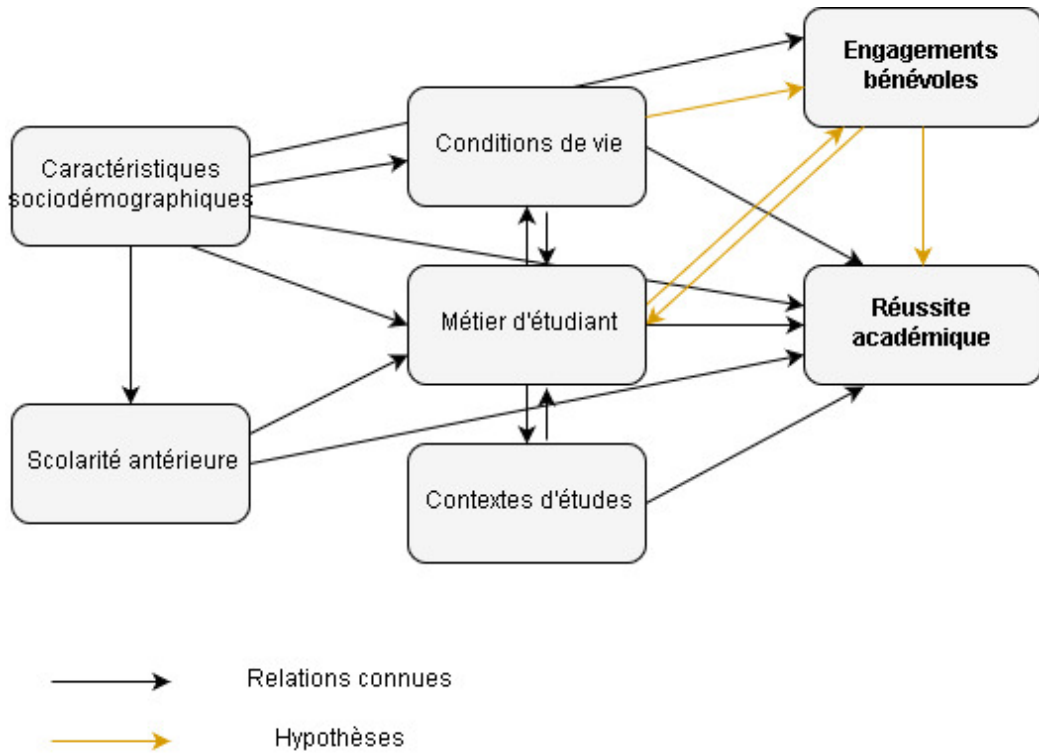 Engagements
bénévoles
Conditions de vie
Caractéristiques
sociodémographiques
Métier d'étudiant
Réussite
académique
Scolarité antérieure
Contextes d'études
Relations connues
Hypothèses